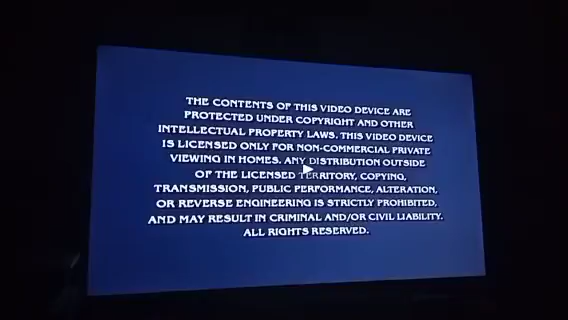 THE CONTENTS OF THIS VIDEO DEVICE ARE
PROTECTED UNDER COPYRIGHT AND OTHER
INTELLECTUAL PROPERTY LAWS. THIS VIDEO DEVICE
IS LICENSED ONLY FOR NON-COMMERCIAL PRIVATE
VIEWING IN HOMES. ANY DISTRIBUTION OUTSIDE
OF THE LICENSED TERRITORY, COPYING,
TRANSMISSION, PUBLIC PERFORMANCE, ALTERATION,
OR REVERSE ENGINEERING IS STRICTLY PROHIBITED,
AND MAY RESULT IN CRIMINAL AND/OR CIVIL LIABILITY.
ALL RIGHTS RESERVED.